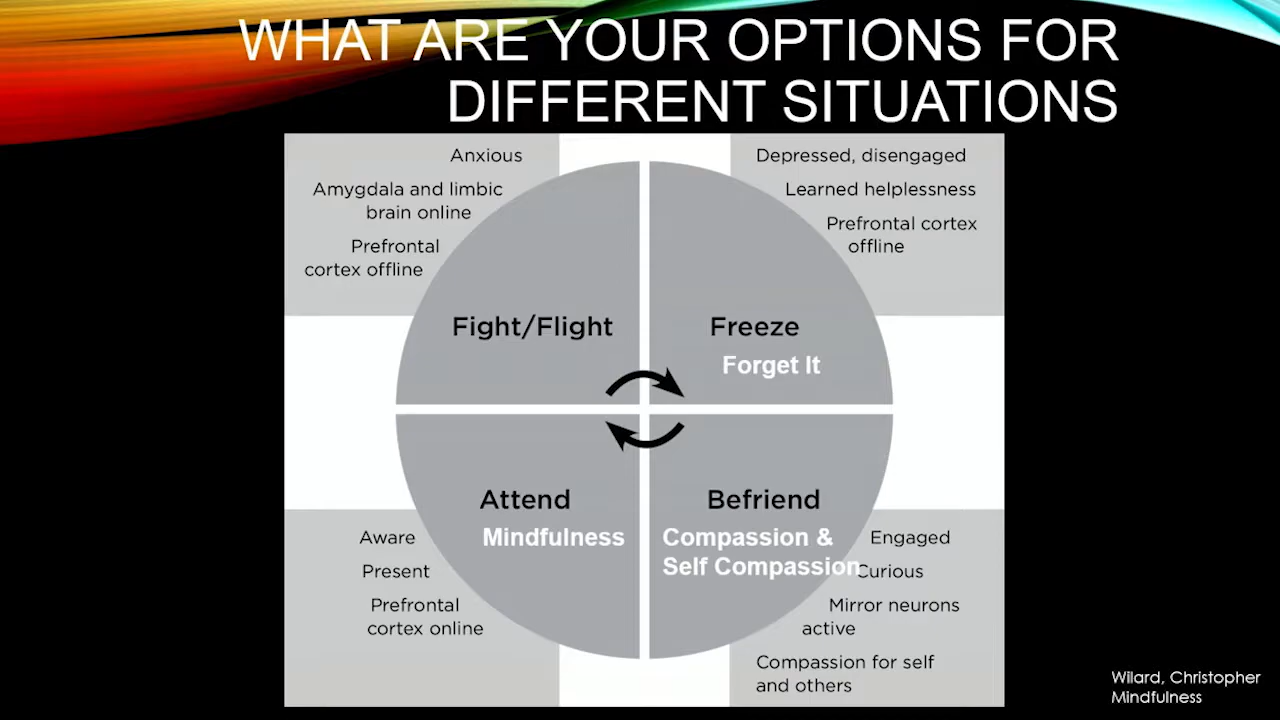 WHAT ARE YOUR OPTIONS FOR
DIFFERENT SITUATIONS
Anxious
Amygdala and limbic
brain online
Prefrontal
cortex offline
Depressed, disengaged
Learned helplessness
Prefrontal cortex
offline
Fight/Flight
Freeze
Forget It
Attend
Mindfulness
Befriend
Compassion &
Self Compassion
Aware
Present
Prefrontal
cortex online
Engaged
Curious
Mirror neurons
active
Compassion for self
and others
Wilard, Christopher
Mindfulness